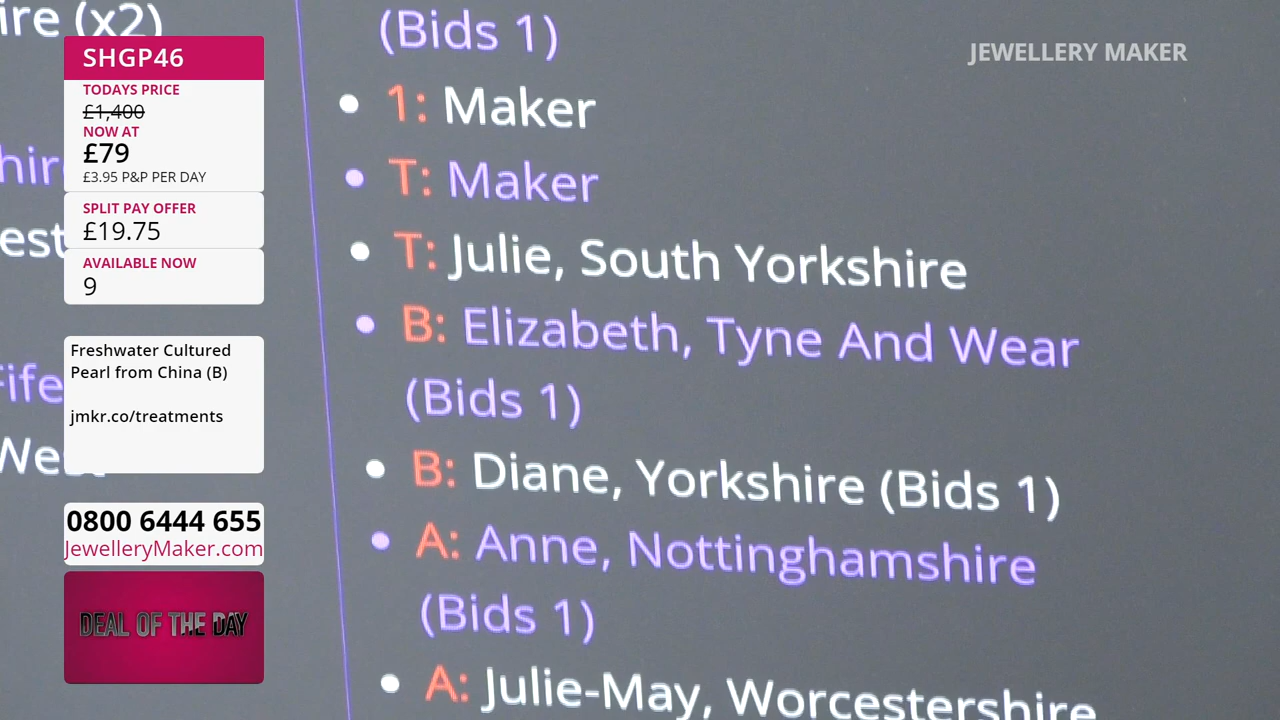 ire (x2)
SHGP46
TODAYS PRICE
£1,400
NOW AT
£79
£3.95 P&P PER DAY
SPLIT PAY OFFER
£19.75
AVAILABLE NOW
9
Freshwater Cultured
Pearl from China (B)
jmkr.co/treatments
0800 6444 655
JewelleryMaker.com
DEAL OF THE DAY
JEWELLERY MAKER
(Bids 1)
1: Maker
T: Maker
T: Julie, South Yorkshire
B: Elizabeth, Tyne And Wear
(Bids 1)
B: Diane, Yorkshire (Bids 1)
A: Anne, Nottinghamshire
(Bids 1)
A: Julie-May, Worcestershire